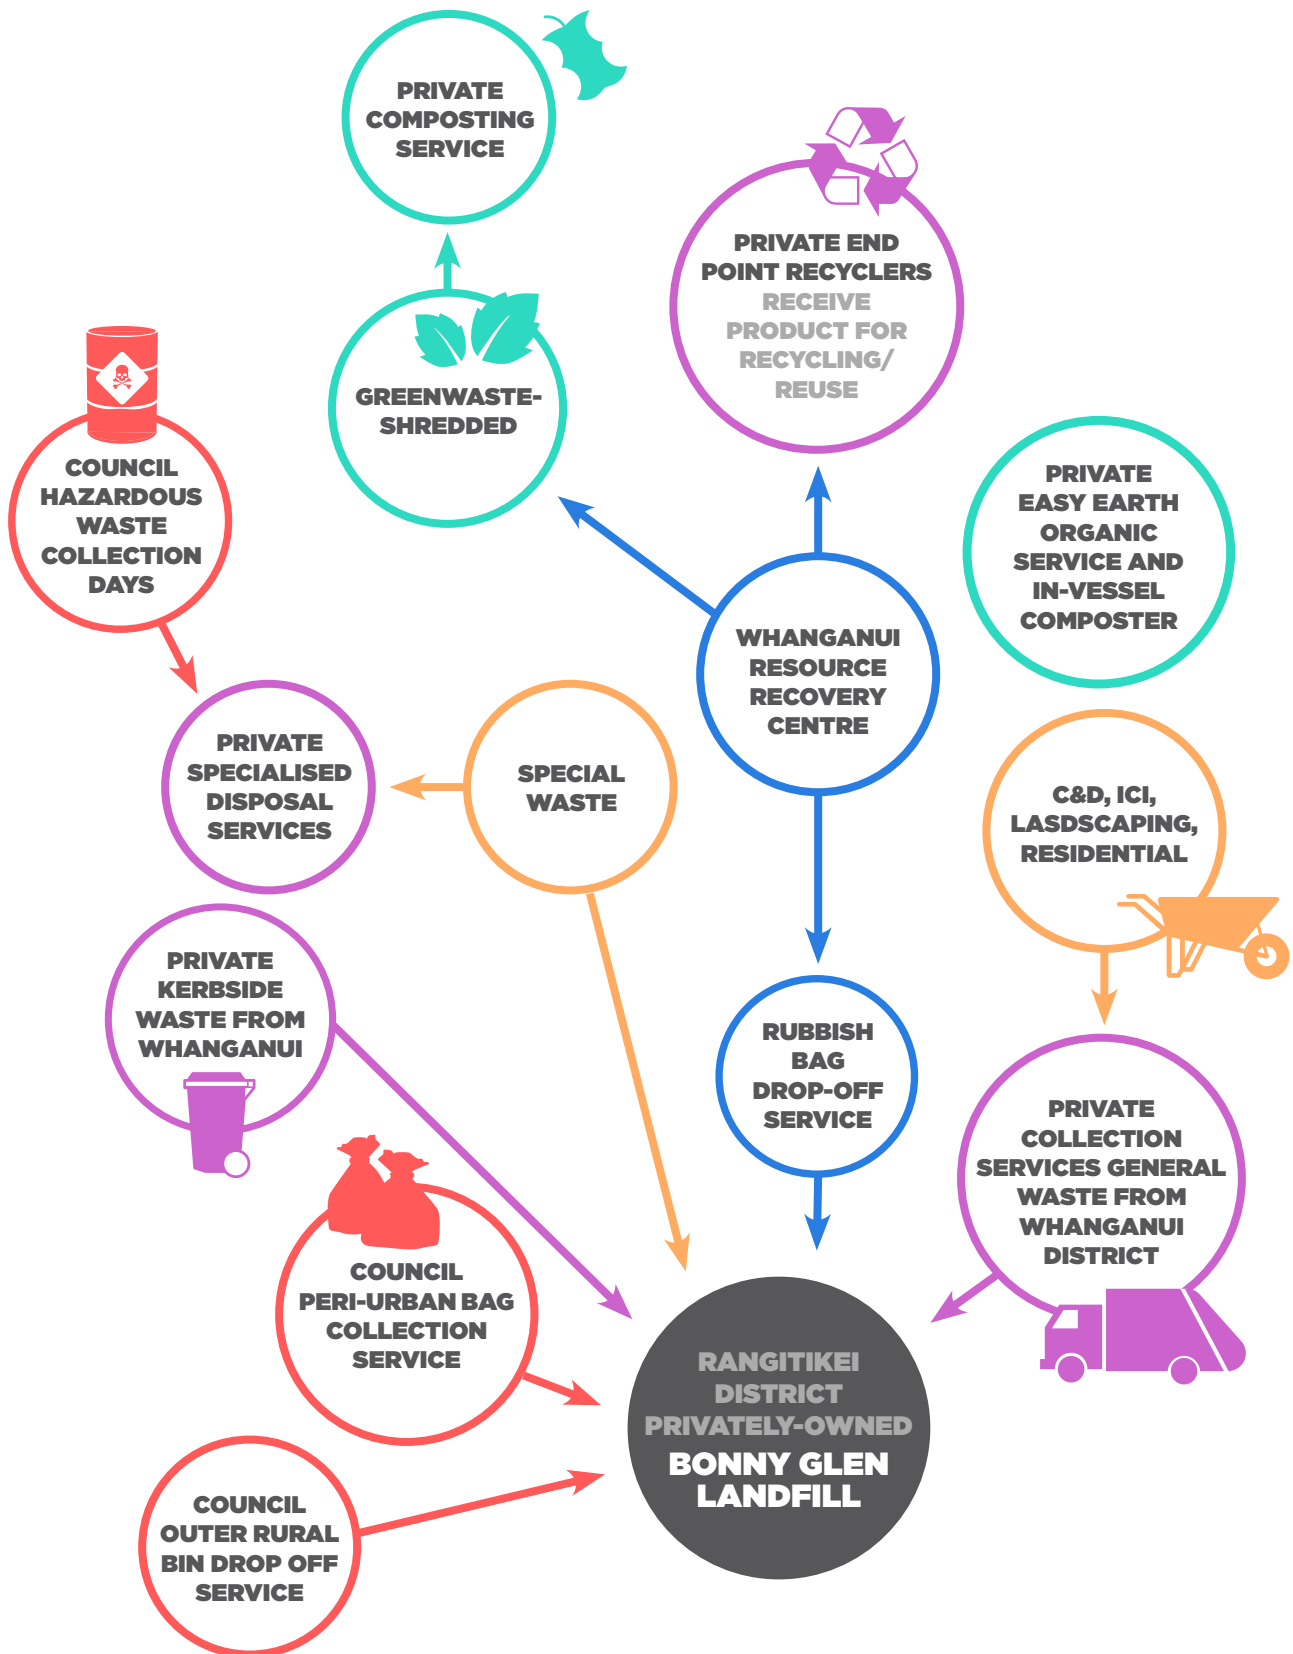 PRIVATE
COMPOSTING
SERVICE
PRIVATE END
POINT RECYCLERS
RECEIVE
PRODUCT FOR
RECYCLING/
REUSE
GREENWASTE-
SHREDDED
COUNCIL
HAZARDOUS
WASTE
COLLECTION
DAYS
PRIVATE
EASY EARTH
ORGANIC
SERVICE AND
IN-VESSEL
COMPOSTER
WHANGANUI
RESOURCE
RECOVERY
CENTRE
PRIVATE
SPECIALISED
DISPOSAL
SERVICES
SPECIAL
WASTE
C&D, ICI,
LASDSCAPING,
RESIDENTIAL
PRIVATE
KERBSIDE
WASTE FROM
WHANGANUI
RUBBISH
BAG
DROP-OFF
SERVICE
PRIVATE
COLLECTION
SERVICES GENERAL
WASTE FROM
WHANGANUI
DISTRICT
COUNCIL
PERI-URBAN BAG
COLLECTION
SERVICE
RANGITIKEI
DISTRICT
PRIVATELY-OWNED
BONNY GLEN
LANDFILL
COUNCIL
OUTER RURAL
BIN DROP OFF
SERVICE